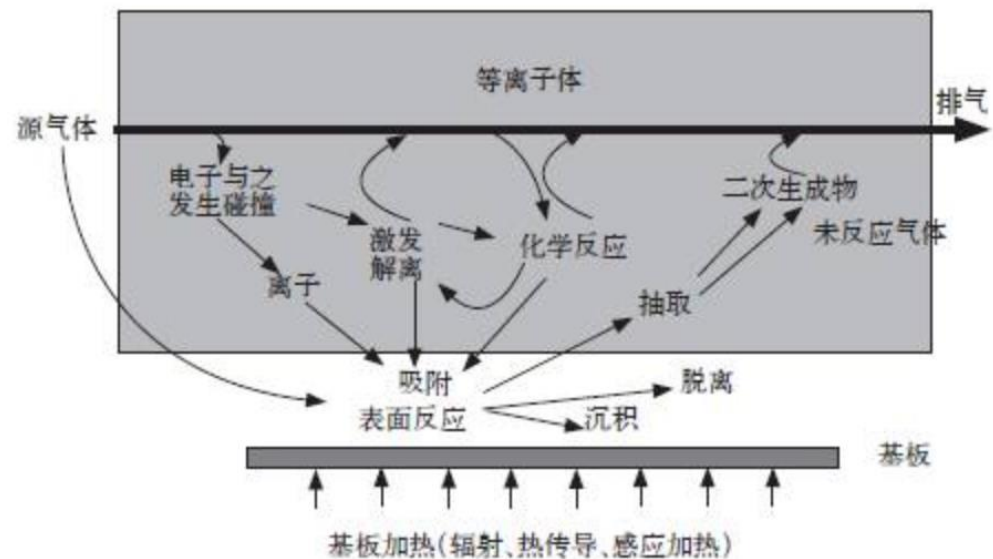 等离子体
排气
源气体
电子与之
发生碰撞
二次生成物
激发
解离
化学反应
未反应气体
离子
抽取
吸附
脱离
表面反应
沉积
基板
基板加热(辐射、热传导、感应加热)